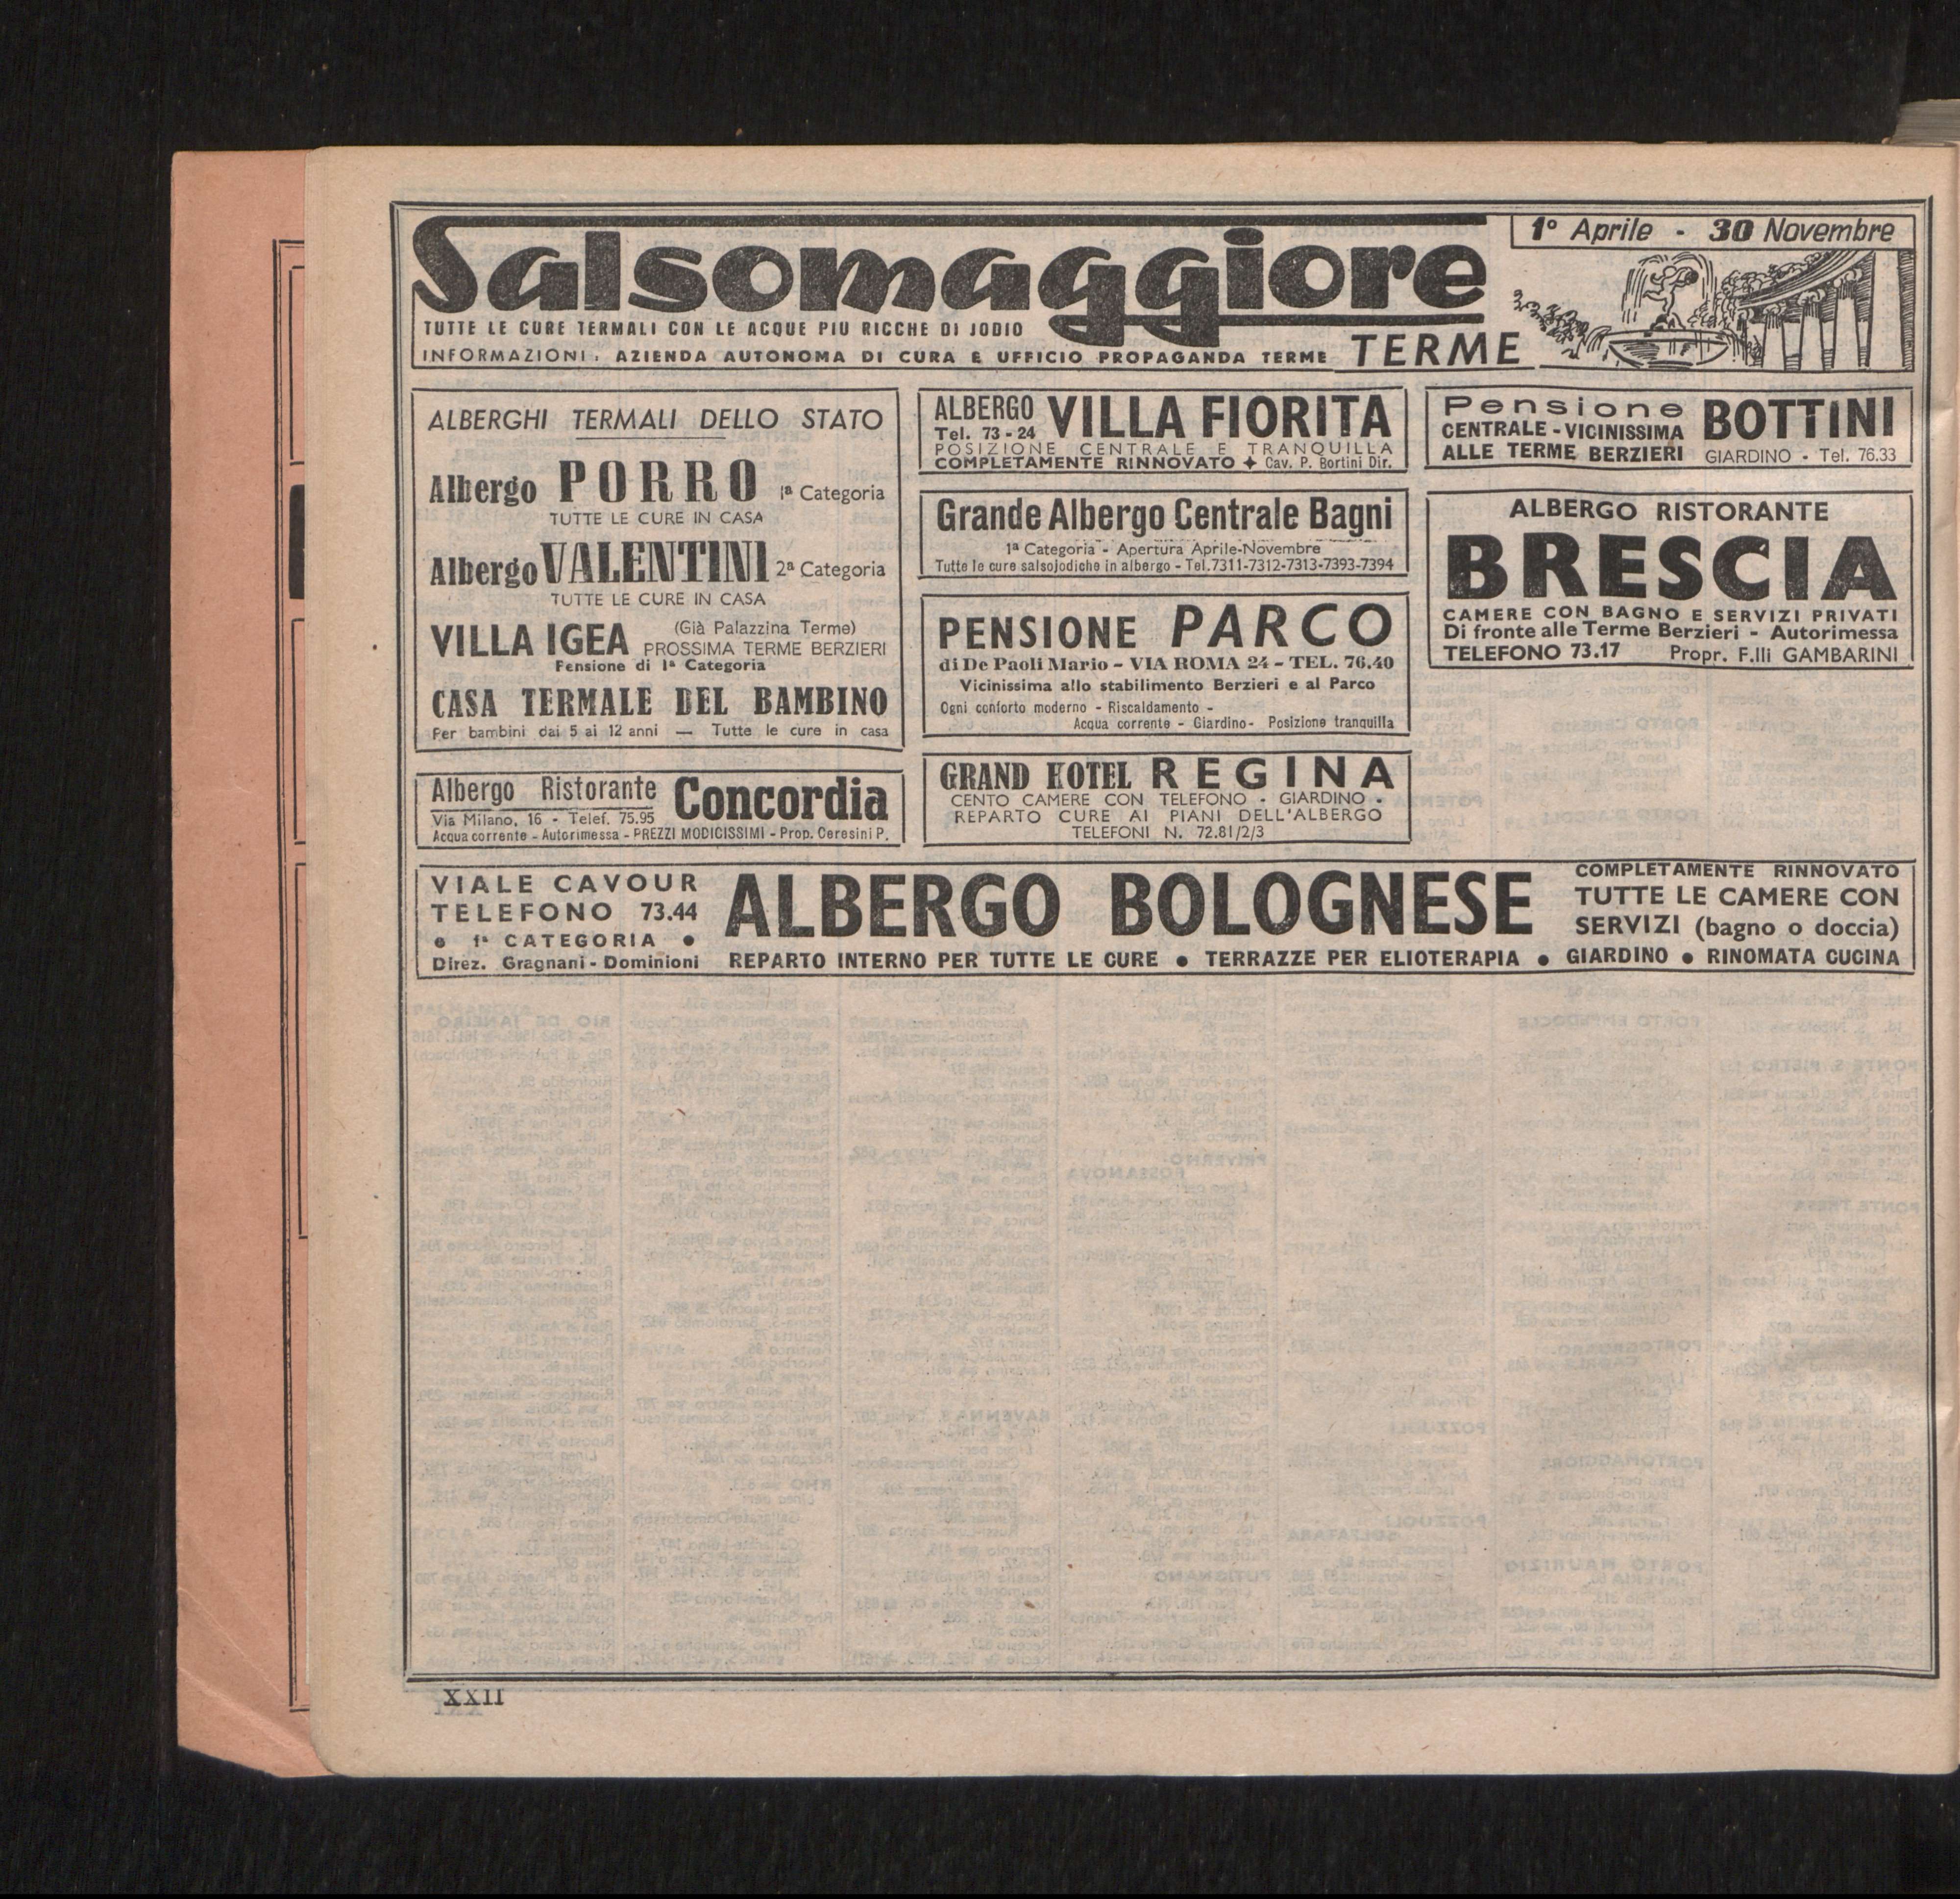 Salsomaggiore
TERME
TUTTE LE CURE TERMALI CON LE ACQUE PIU RICCHE DI JODIO
INFORMAZIONI: AZIENDA AUTONOMA DI CURA E UFFICIO PROPAGANDA TERME
1° Aprile - 30 Novembre
ALBERGHI TERMALI DELLO STATO
Albergo PORRO 1ª Categoria
TUTTE LE CURE IN CASA
Albergo VALENTINI 2ª Categoria
TUTTE LE CURE IN CASA
VILLA IGEA (Già Palazzina Terme)
PROSSIMA TERME BERZIERI
Pensione di 1ª Categoria
CASA TERMALE DEL BAMBINO
Per bambini dai 5 ai 12 anni — Tutte le cure in casa
Albergo Ristorante Concordia
Via Milano, 16 - Telef. 75.95
Acqua corrente - Autorimessa - PREZZI MODICISSIMI - Prop. Ceresini P.
ALBERGO VILLA FIORITA
Tel. 73-24
POSIZIONE CENTRALE E TRANQUILLA
COMPLETAMENTE RINNOVATO ✦ Cav. P. Bortini Dir.
Grande Albergo Centrale Bagni
1ª Categoria - Apertura Aprile-Novembre
Tutte le cure salsojodiche in albergo - Tel. 7311-7312-7313-7393-7394
PENSIONE PARCO
di De Paoli Mario - VIA ROMA 24 - TEL. 76.40
Vicinissima allo stabilimento Berzieri e al Parco
Ogni conforto moderno - Riscaldamento -
Acqua corrente - Giardino - Posizione tranquilla
GRAND HOTEL REGINA
CENTO CAMERE CON TELEFONO - GIARDINO -
REPARTO CURE AI PIANI DELL'ALBERGO
TELEFONI N. 72.81/2/3
Pensione BOTTINI
CENTRALE - VICINISSIMA
ALLE TERME BERZIERI GIARDINO - Tel. 76.33
ALBERGO RISTORANTE
BRESCIA
CAMERE CON BAGNO E SERVIZI PRIVATI
Di fronte alle Terme Berzieri - Autorimessa
TELEFONO 73.17 Propr. F.lli GAMBARINI
VIALE CAVOUR
TELEFONO 73.44
● 1ª CATEGORIA ●
Direz. Gragnani - Dominioni
ALBERGO BOLOGNESE
COMPLETAMENTE RINNOVATO
TUTTE LE CAMERE CON
SERVIZI (bagno o doccia)
REPARTO INTERNO PER TUTTE LE CURE ● TERRAZZE PER ELIOTERAPIA ● GIARDINO ● RINOMATA CUCINA
XXII